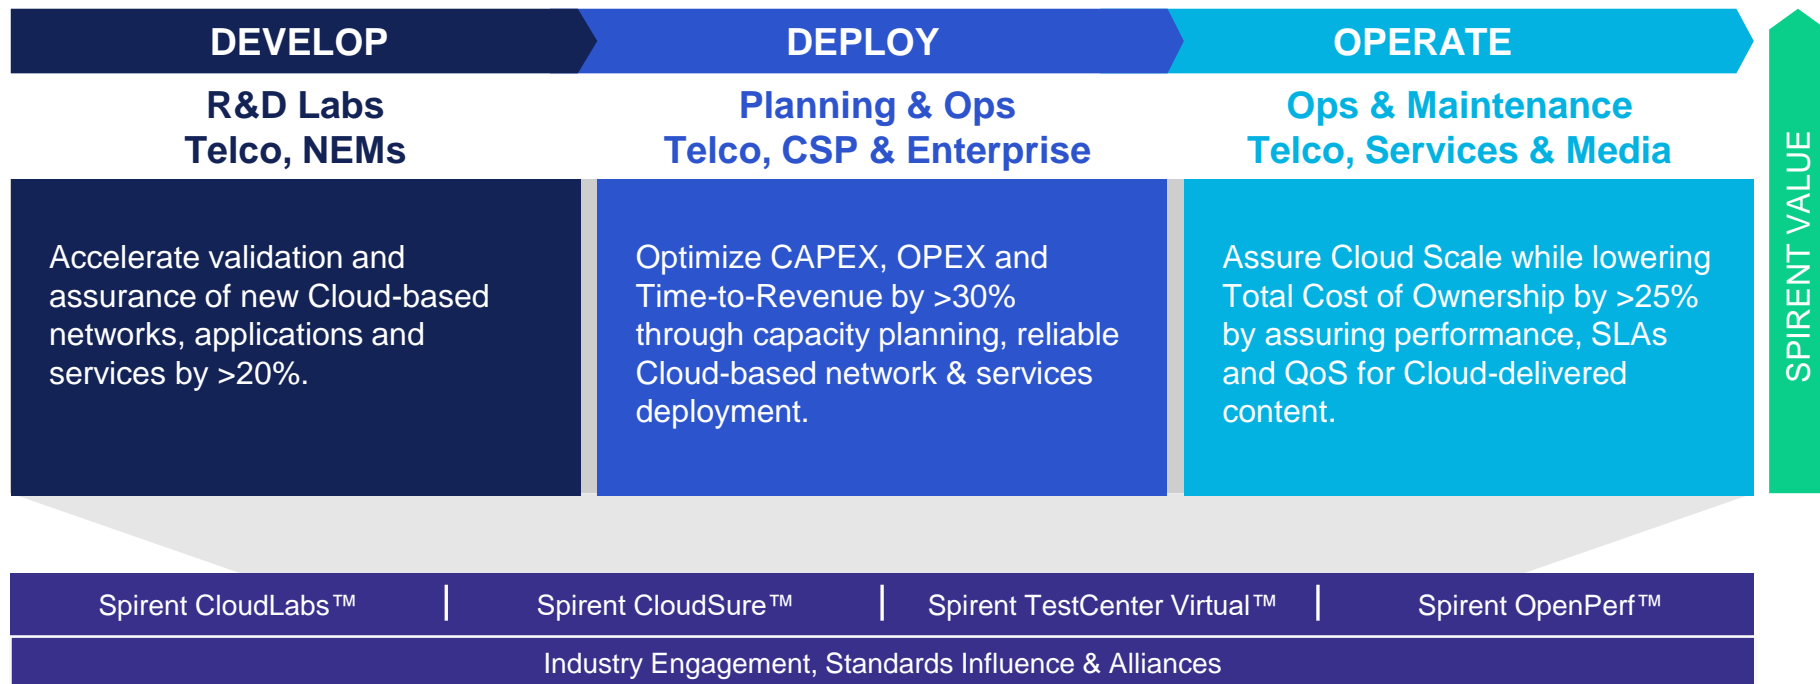 DEVELOP
DEPLOY
OPERATE
R&D Labs
Telco, NEMs
Planning & Ops
Telco, CSP & Enterprise
Ops & Maintenance
Telco, Services & Media
Accelerate validation and
assurance of new Cloud-based
networks, applications and
services by >20%.
Optimize CAPEX, OPEX and
Time-to-Revenue by >30%
through capacity planning, reliable
Cloud-based network & services
deployment.
Assure Cloud Scale while lowering
Total Cost of Ownership by >25%
by assuring performance, SLAs
and QoS for Cloud-delivered
content.
SPIRENT VALUE
Spirent CloudLabs™
Spirent CloudSure™
Spirent TestCenter Virtual™
Spirent OpenPerf™
Industry Engagement, Standards Influence & Alliances